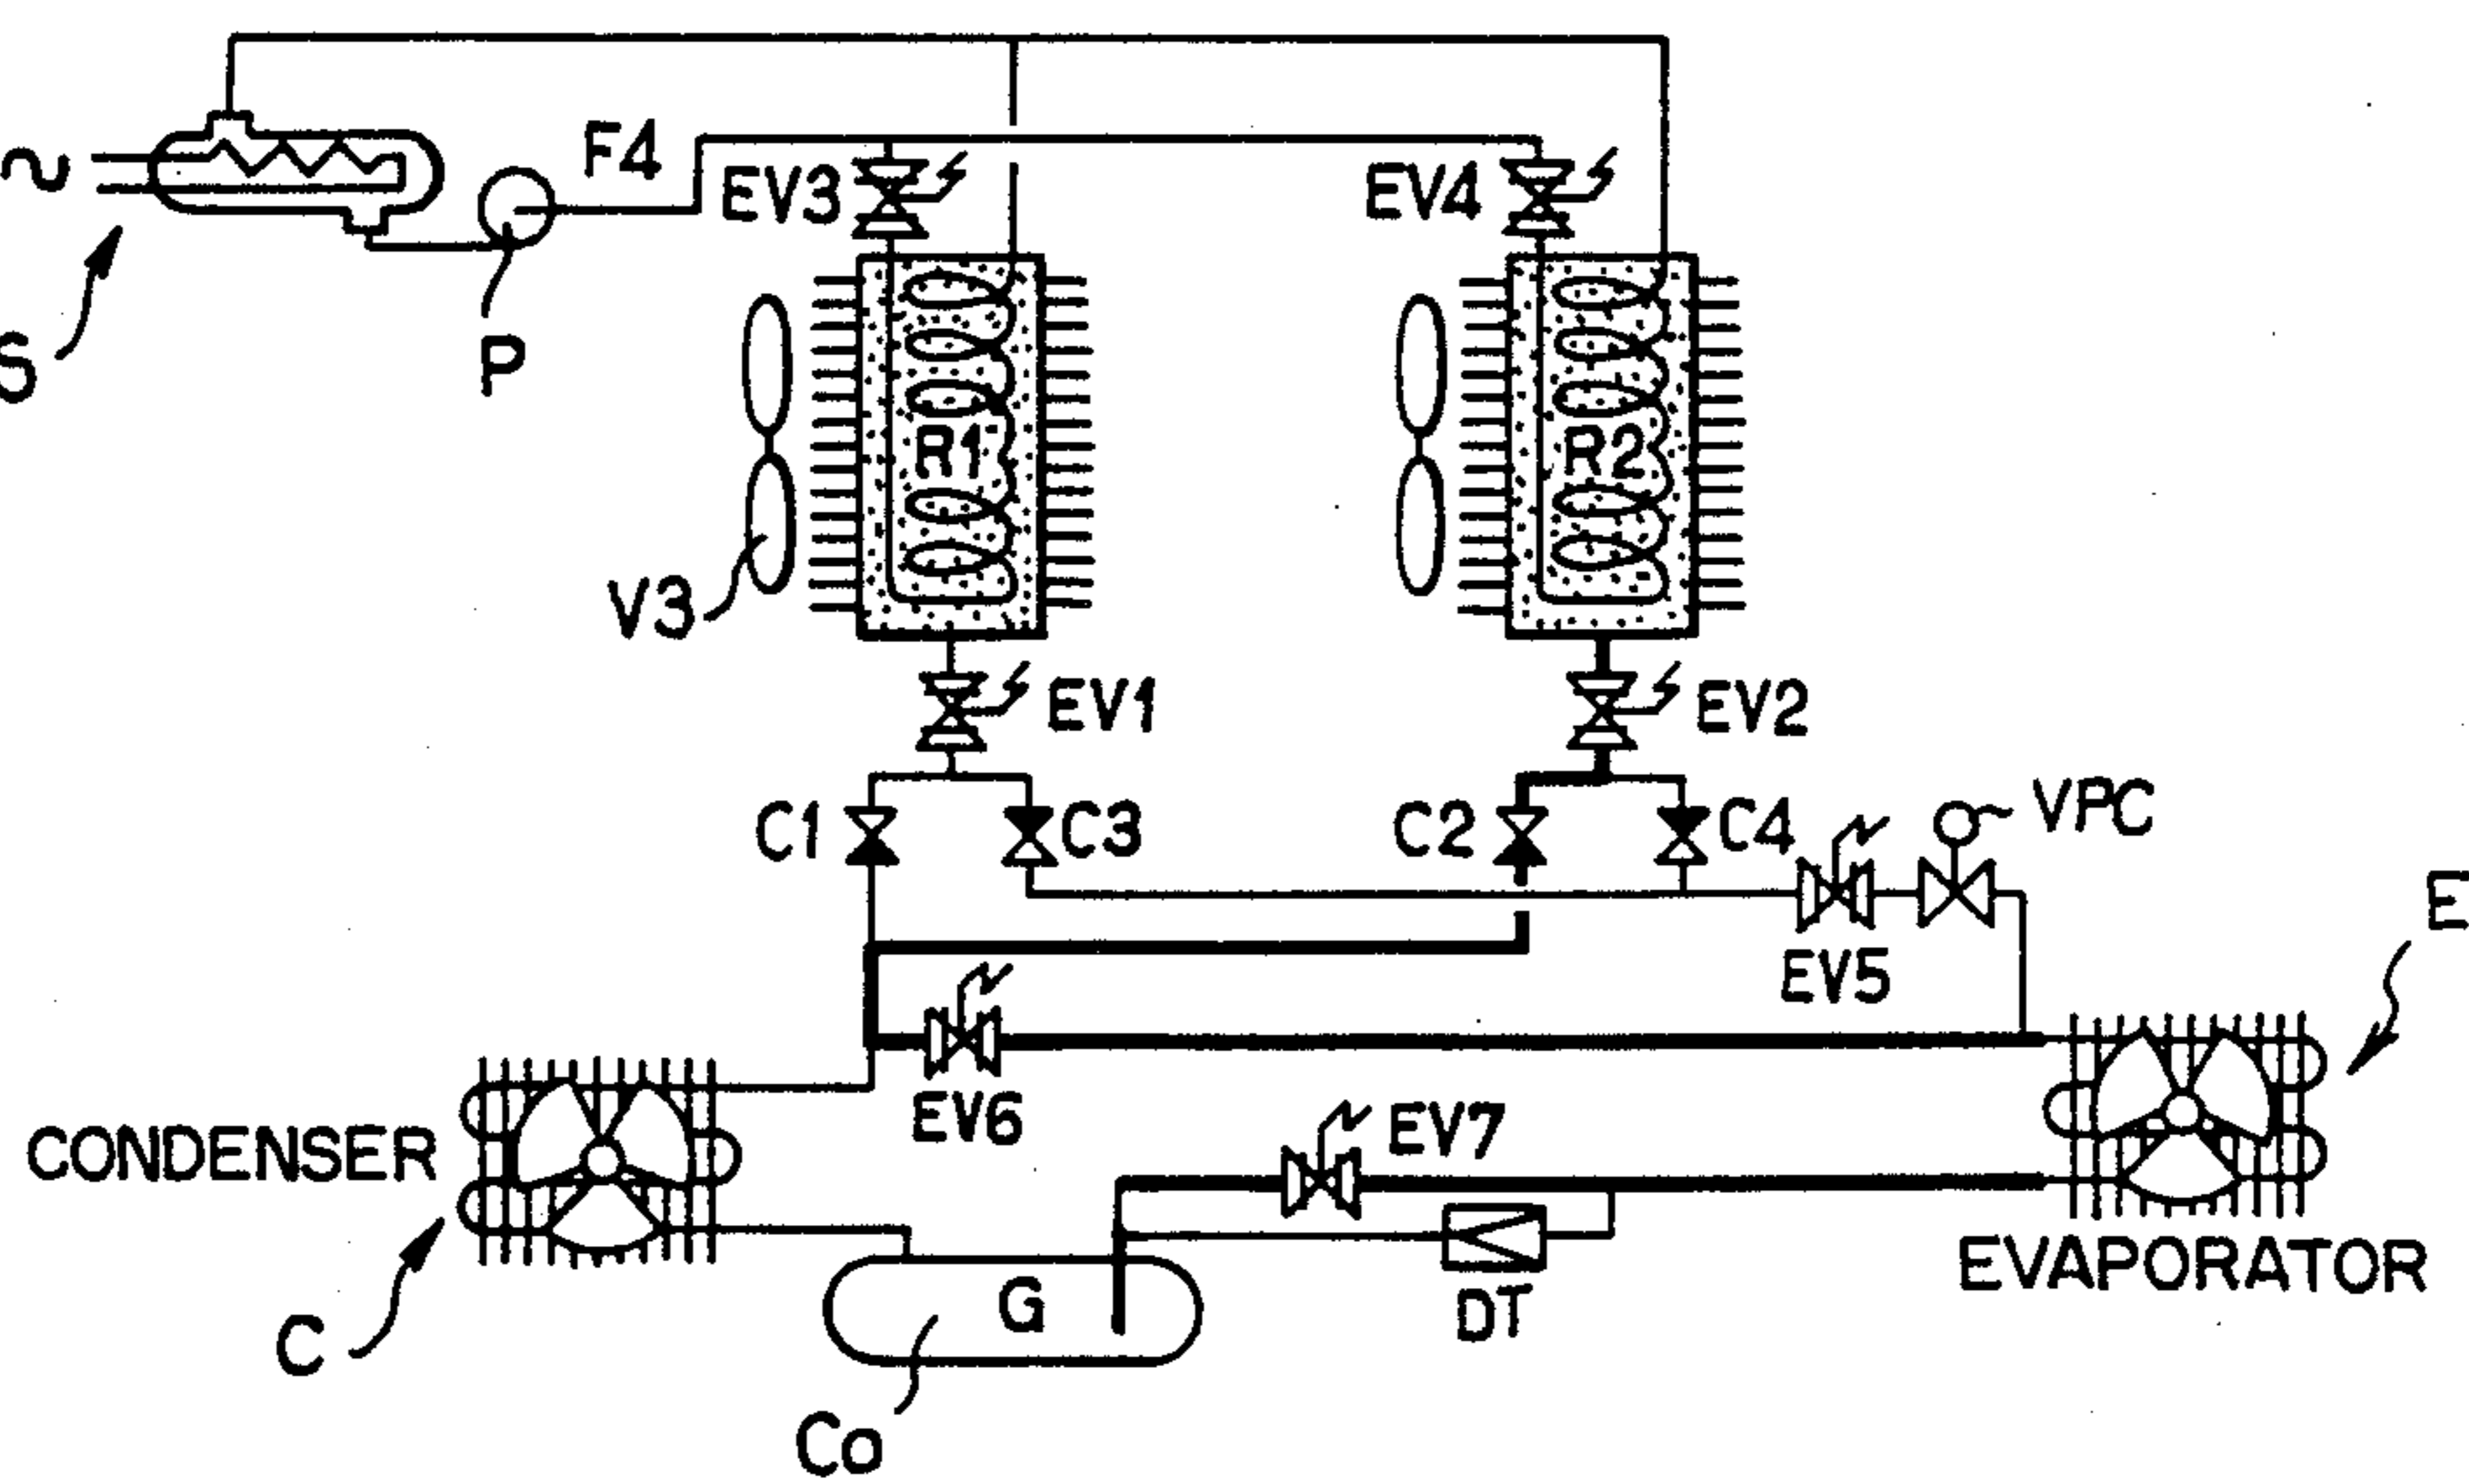 F4
EV3
EV4
S
P
R1
R2
V3
EV1
EV2
C1
C3
C2
C4
VPC
E
EV5
EV6
EV7
CONDENSER
EVAPORATOR
G
DT
C
Co